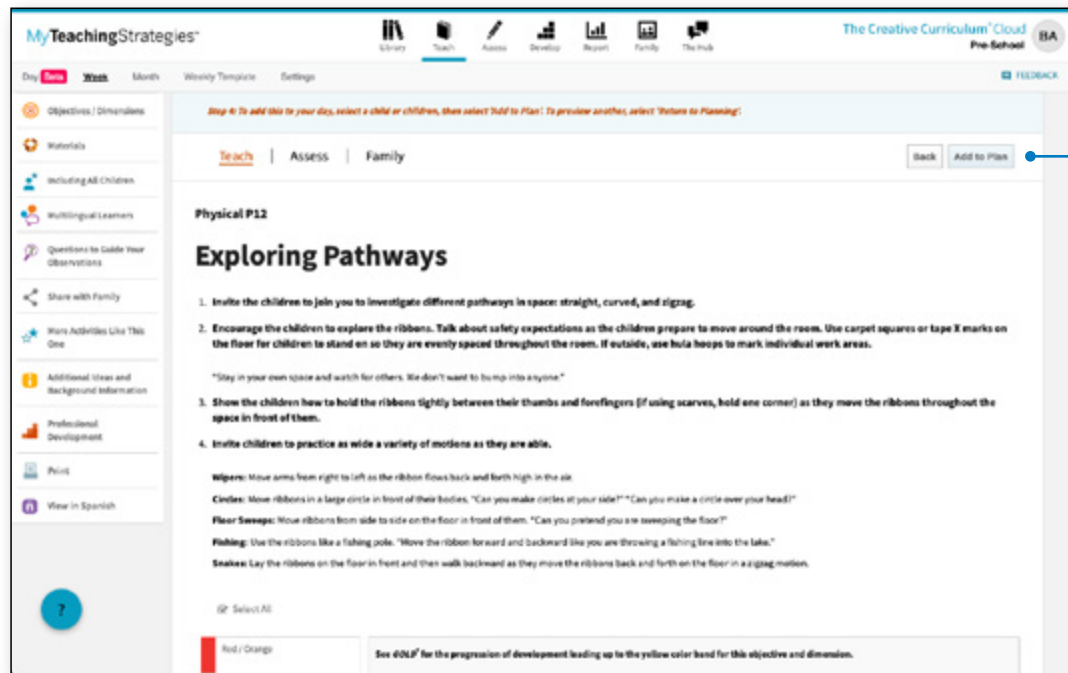 MyTeachingStrategies™
Library
Teach
Assess
Develop
Report
Family
The Hub
The Creative Curriculum® Cloud
Pre-School
BA
Day Beta
Week
Month
Weekly Template
Settings
FEEDBACK
Objectives / Dimensions
Materials
Including All Children
Multilingual Learners
Questions to Guide Your
Observations
Share with Family
More Activities Like This
One
Additional Ideas and
Background Information
Professional
Development
Print
View in Spanish
?
Step 4: To add this to your day, select a child or children, then select 'Add to Plan'. To preview another, select 'Return to Planning'.
Teach | Assess | Family
Back
Add to Plan
Physical P12
Exploring Pathways
1. Invite the children to join you to investigate different pathways in space: straight, curved, and zigzag.
2. Encourage the children to explore the ribbons. Talk about safety expectations as the children prepare to move around the room. Use carpet squares or tape X marks on
the floor for children to stand on so they are evenly spaced throughout the room. If outside, use hula hoops to mark individual work areas.
"Stay in your own space and watch for others. We don't want to bump into anyone."
3. Show the children how to hold the ribbons tightly between their thumbs and forefingers (if using scarves, hold one corner) as they move the ribbons throughout the
space in front of them.
4. Invite children to practice as wide a variety of motions as they are able.
Wipers: Move arms from right to left as the ribbon flows back and forth high in the air.
Circles: Move ribbons in a large circle in front of their bodies. "Can you make circles at your side?" "Can you make a circle over your head?"
Floor Sweeps: Move ribbons from side to side on the floor in front of them. "Can you pretend you are sweeping the floor?"
Fishing: Use the ribbons like a fishing pole. "Move the ribbon forward and backward like you are throwing a fishing line into the lake."
Snakes: Lay the ribbons on the floor in front and then walk backward as they move the ribbons back and forth on the floor in a zigzag motion.
Select All
Red / Orange
See GOLD® for the progression of development leading up to the yellow color band for this objective and dimension.